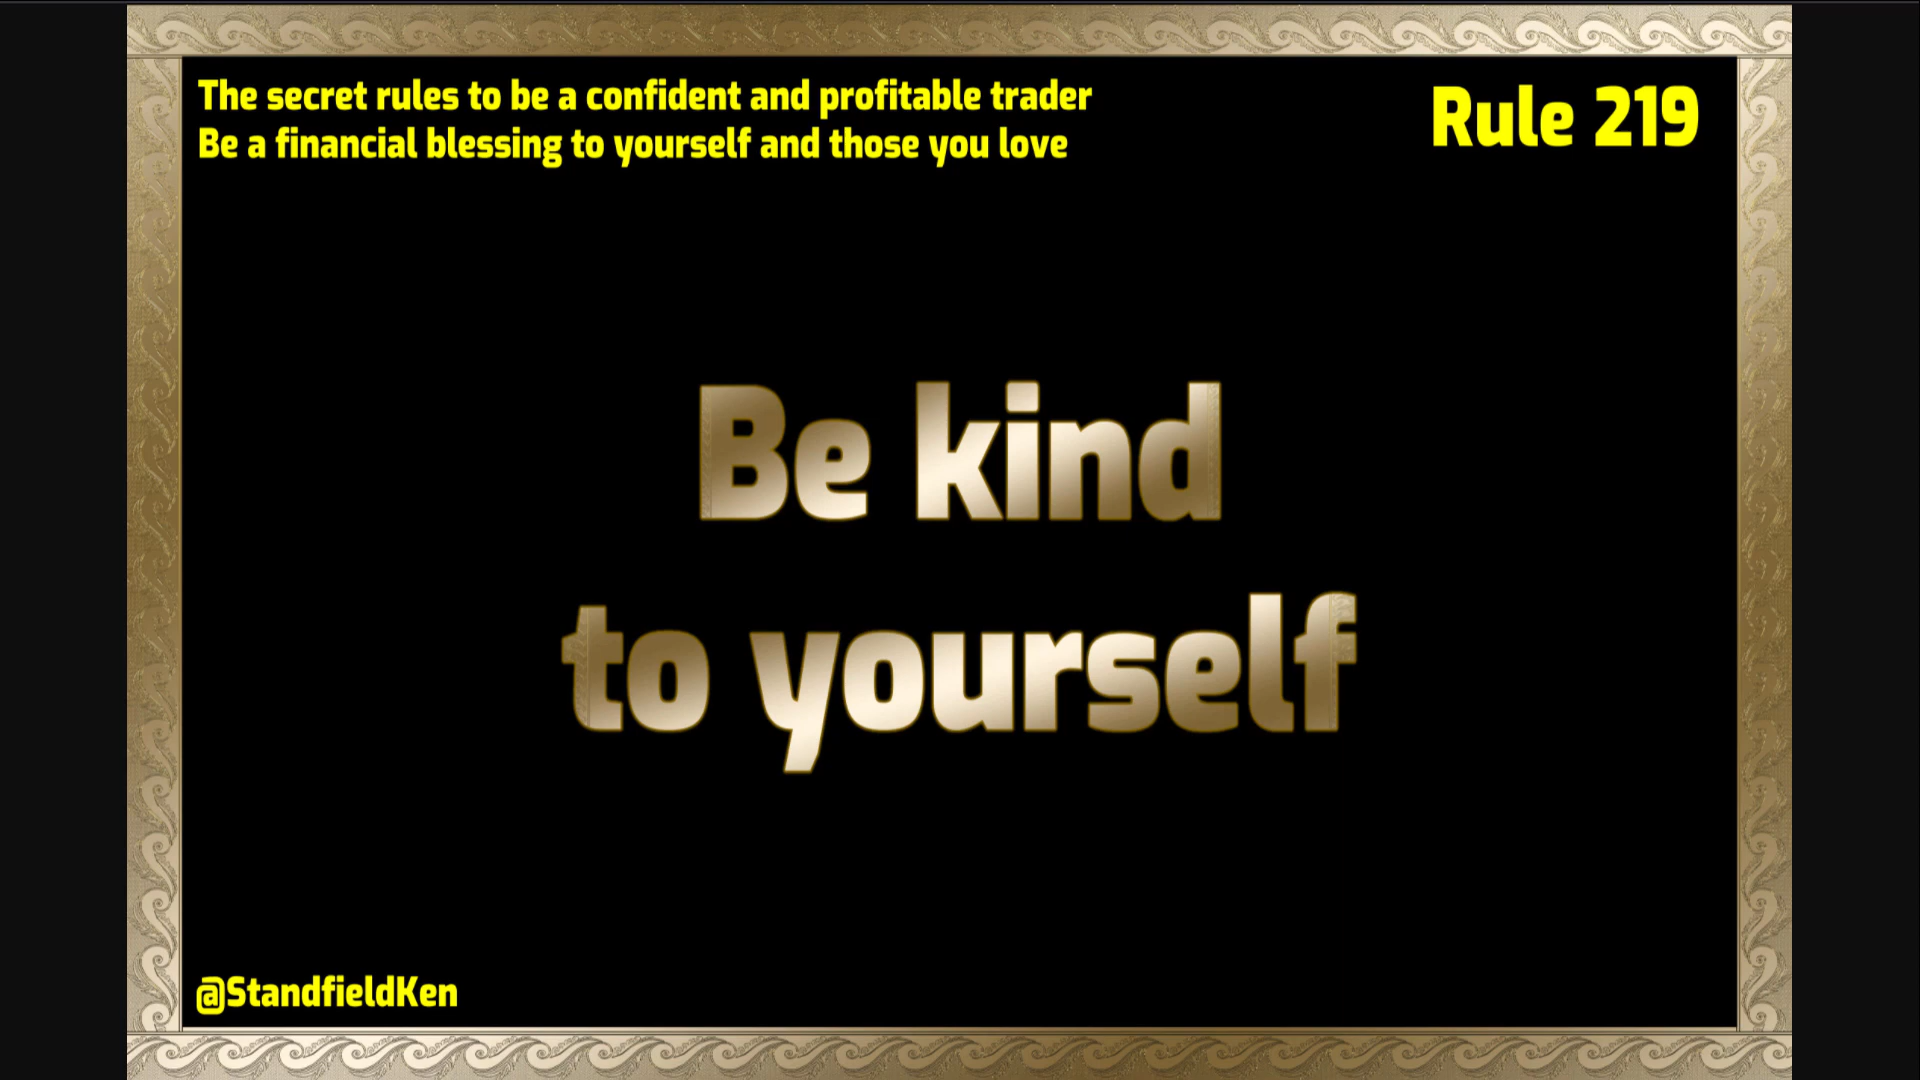 The secret rules to be a confident and profitable trader
Be a financial blessing to yourself and those you love
Rule 219
Be kind
to yourself
@StandfieldKen